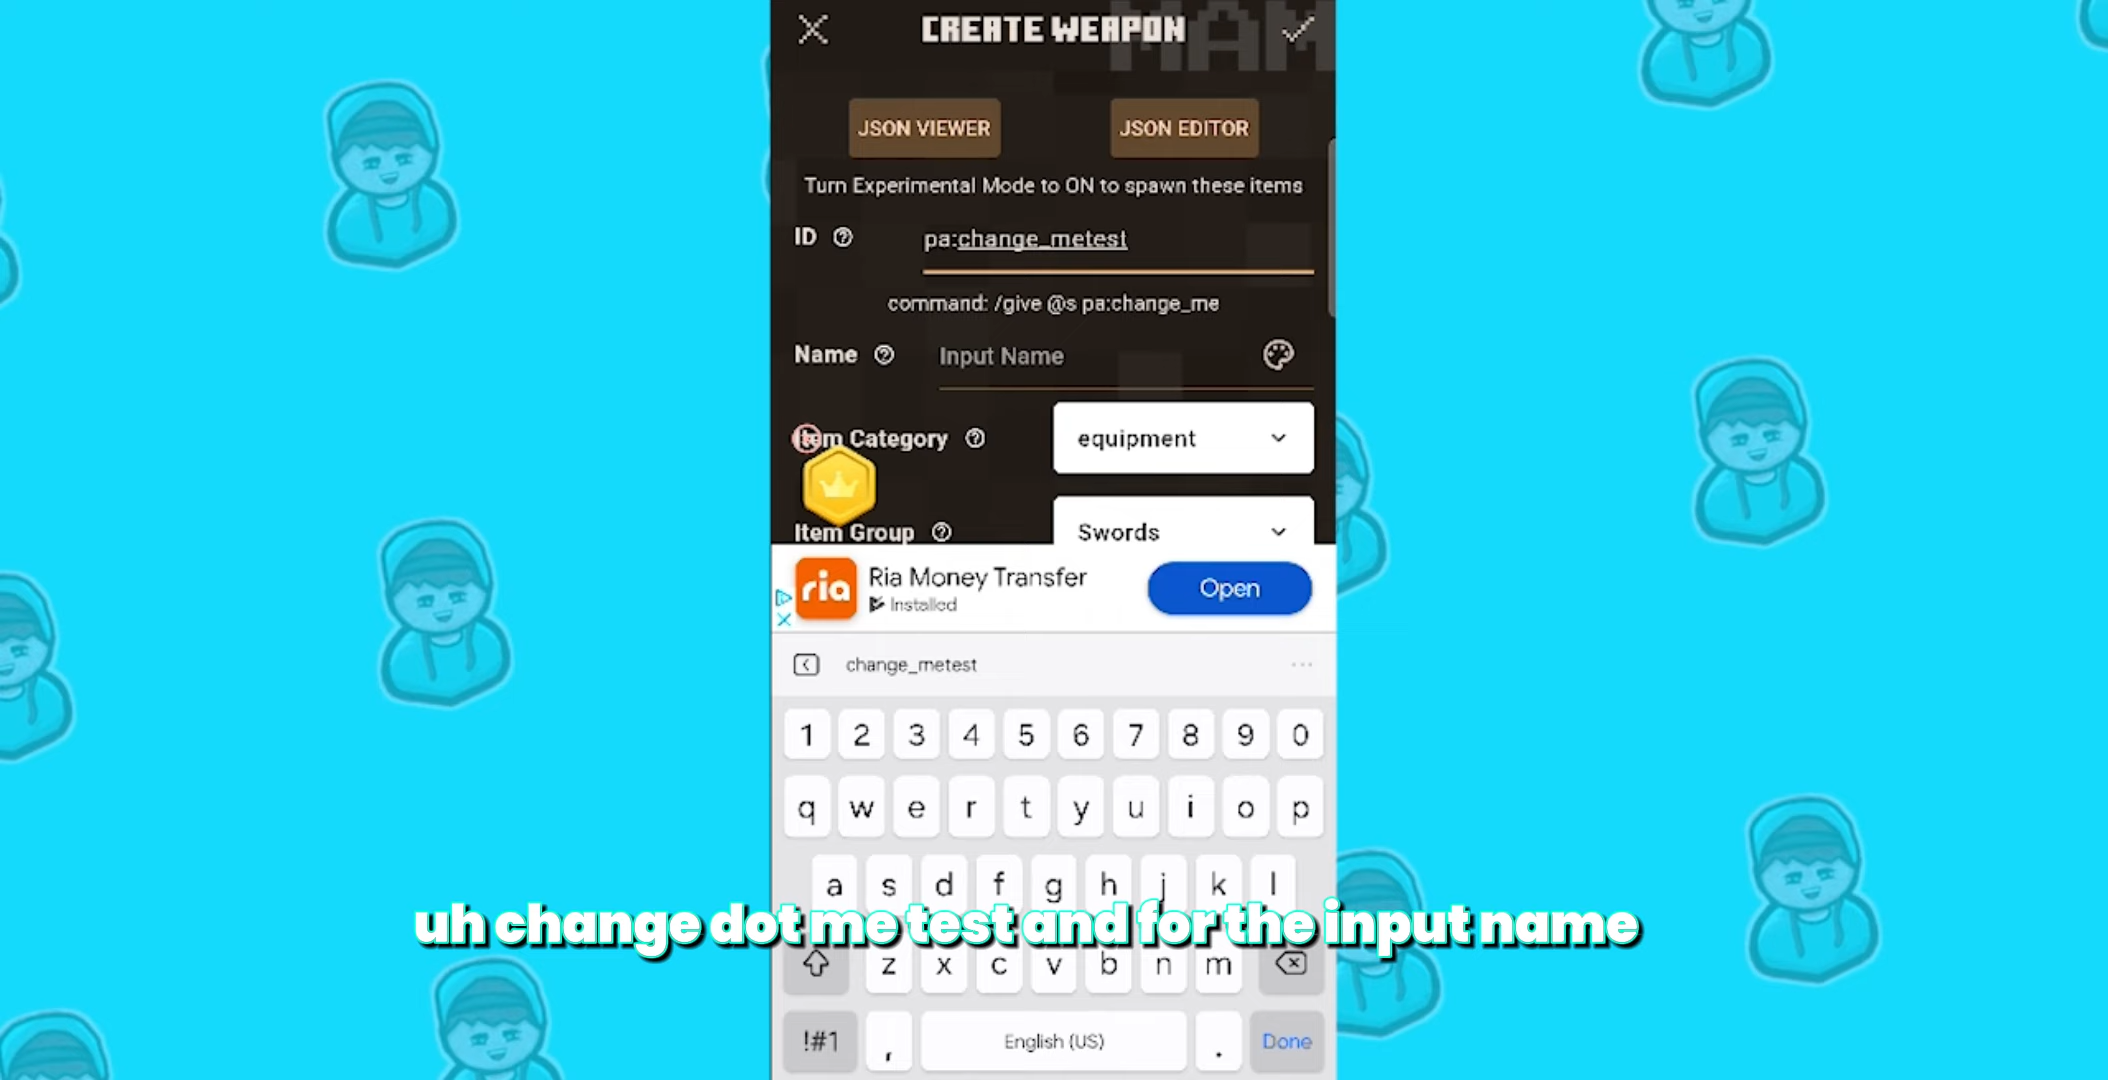 CREATE WEAPON
MAM
JSON VIEWER
JSON EDITOR
Turn Experimental Mode to ON to spawn these items
ID
pa:change_metest
command: /give @s pa:change_me
Name
Input Name
Item Category
equipment
Item Group
Swords
ria
Ria Money Transfer
Installed
Open
change_metest
1 2 3 4 5 6 7 8 9 0
q w e r t y u i o p
a s d f g h j k l
uh change dot me test and for the input name
z x c v b n m
!#1 , English (US) . Done